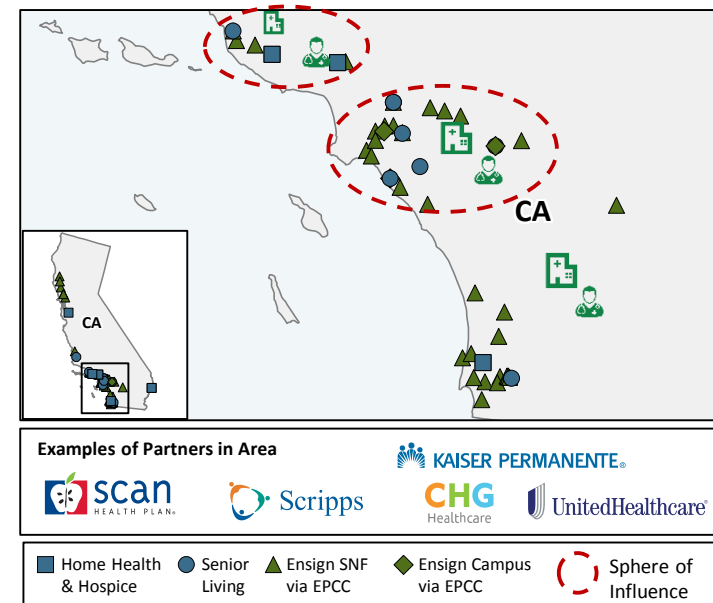 CA
CA
Examples of Partners in Area
KAISER PERMANENTE®
scan
HEALTH PLAN®
Scripps
CHG
Healthcare
UnitedHealthcare®
Home Health
& Hospice
Senior
Living
Ensign SNF
via EPCC
Ensign Campus
via EPCC
Sphere of
Influence